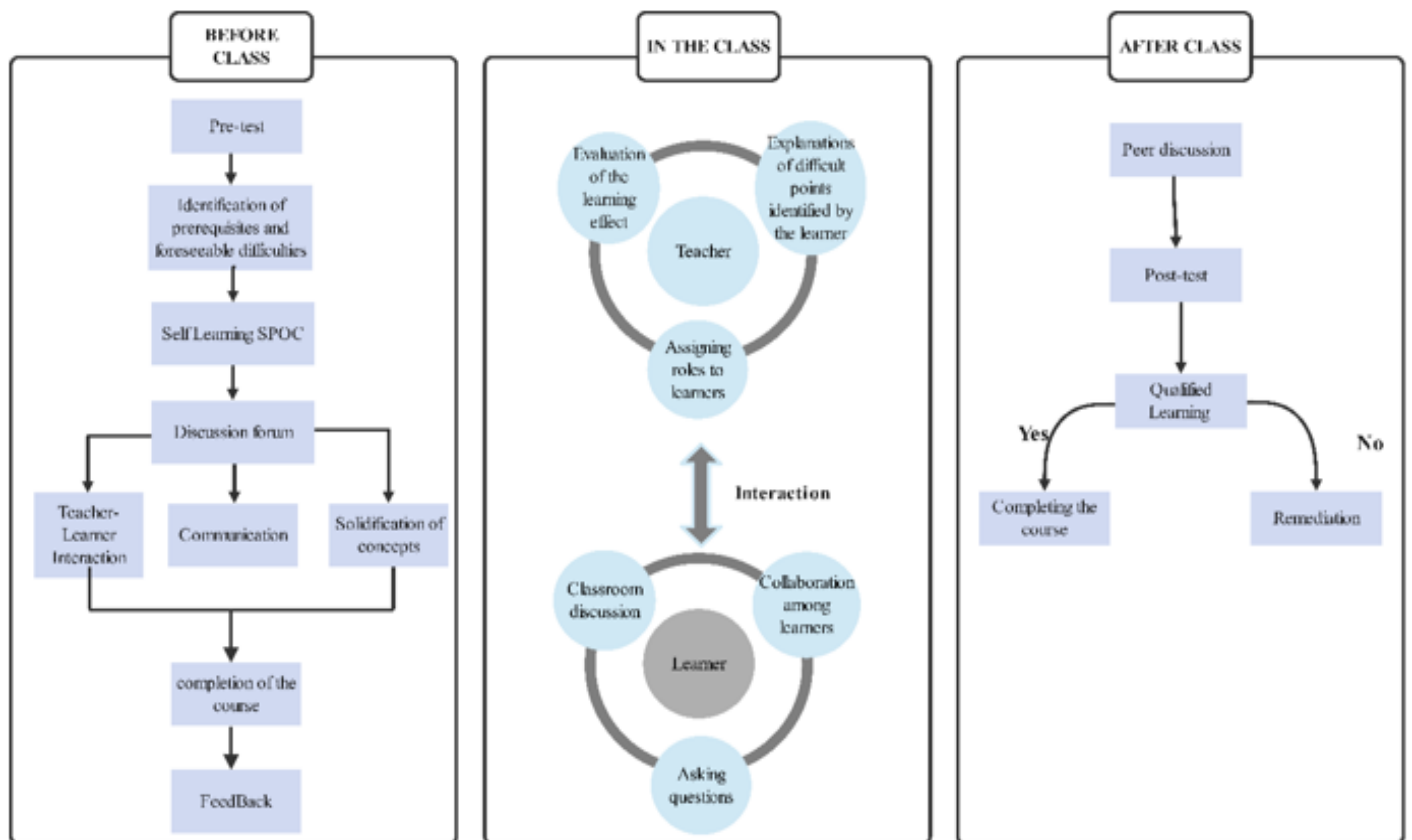 BEFORE
CLASS
Pre-test
Identification of
prerequisites and
foreseeable difficulties
Self Learning SPOC
Discussion forum
Teacher-
Learner
Interaction
Communication
Solidification of
concepts
completion of the
course
FeedBack
IN THE CLASS
Evaluation
of the
learning
effect
Explanations
of difficult
points
identified by
the learner
Teacher
Assigning
roles to
learners
Interaction
Classroom
discussion
Collaboration
among
learners
Learner
Asking
questions
AFTER CLASS
Peer discussion
Post-test
Qualified
Learning
Yes
No
Completing the
course
Remediation